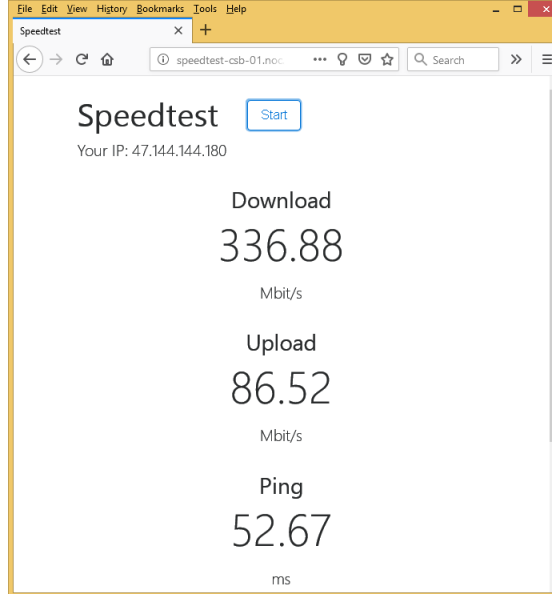 File Edit View History Bookmarks Tools Help
Speedtest
speedtest-csb-01.noc
Search
Speedtest Start
Your IP: 47.144.144.180
Download
336.88
Mbit/s
Upload
86.52
Mbit/s
Ping
52.67
ms